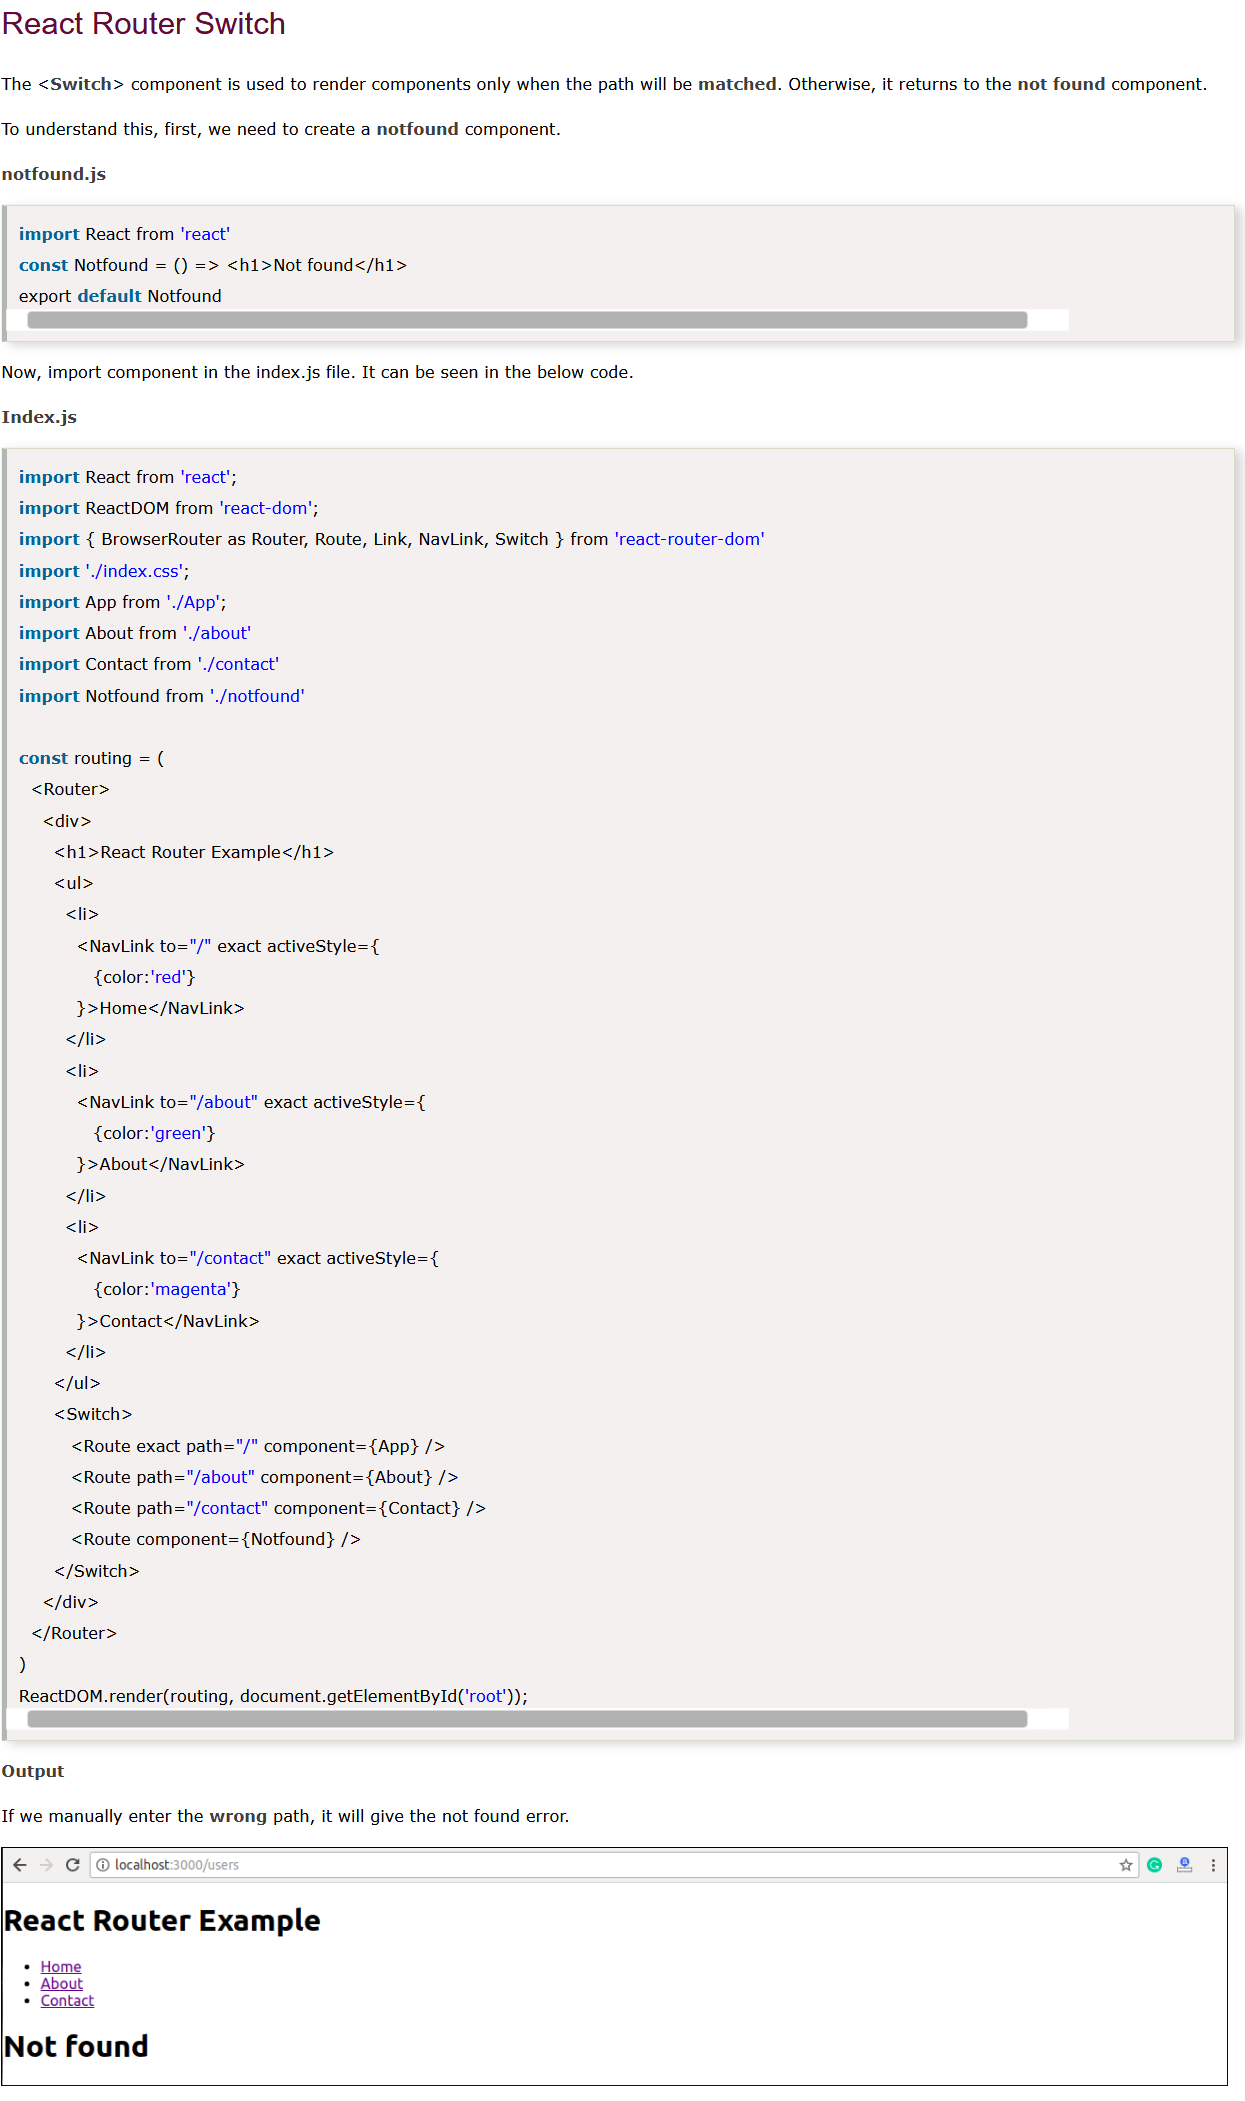 React Router Switch
The <Switch> component is used to render components only when the path will be matched. Otherwise, it returns to the not found component.
To understand this, first, we need to create a notfound component.
notfound.js
import React from 'react'
const Notfound = () => <h1>Not found</h1>
export default Notfound
Now, import component in the index.js file. It can be seen in the below code.
Index.js
import React from 'react';
import ReactDOM from 'react-dom';
import { BrowserRouter as Router, Route, Link, NavLink, Switch } from 'react-router-dom'
import './index.css';
import App from './App';
import About from './about'
import Contact from './contact'
import Notfound from './notfound'
const routing = (
<Router>
<div>
<h1>React Router Example</h1>
<ul>
<li>
<NavLink to="/" exact activeStyle={
{color:'red'}
}>Home</NavLink>
</li>
<li>
<NavLink to="/about" exact activeStyle={
{color:'green'}
}>About</NavLink>
</li>
<li>
<NavLink to="/contact" exact activeStyle={
{color:'magenta'}
}>Contact</NavLink>
</li>
</ul>
<Switch>
<Route exact path="/" component={App} />
<Route path="/about" component={About} />
<Route path="/contact" component={Contact} />
<Route component={Notfound} />
</Switch>
</div>
</Router>
)
ReactDOM.render(routing, document.getElementById('root'));
Output
If we manually enter the wrong path, it will give the not found error.
localhost:3000/users
React Router Example
• Home
• About
• Contact
Not found